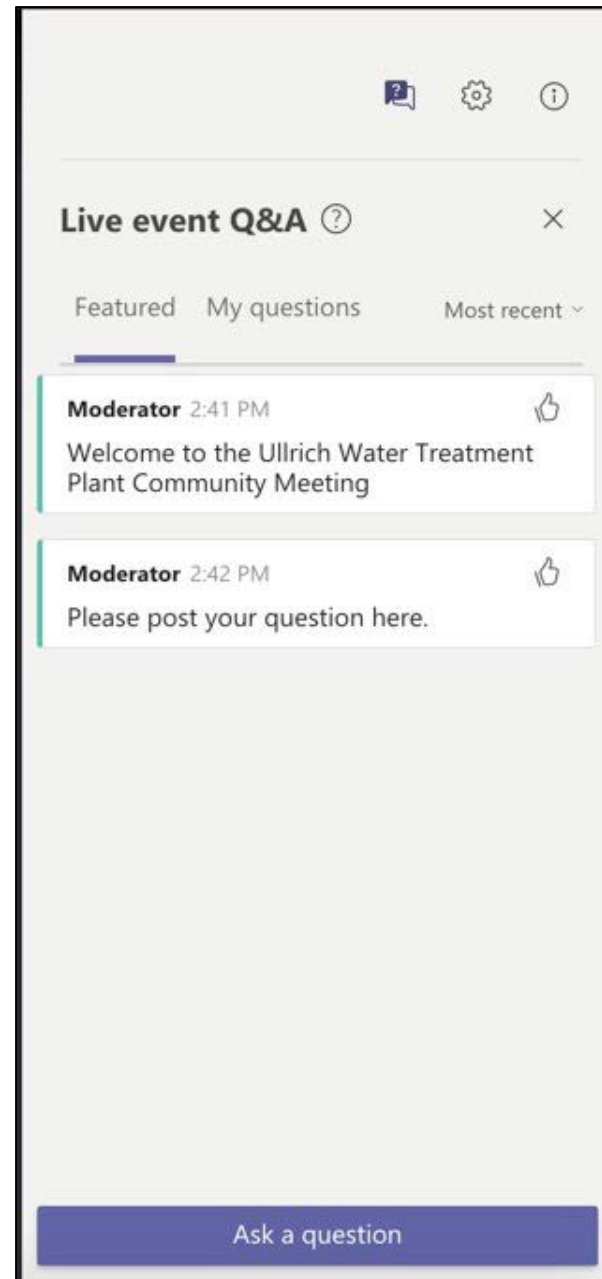 Live event Q&A
Featured My questions Most recent
Moderator 2:41 PM
Welcome to the Ullrich Water Treatment
Plant Community Meeting
Moderator 2:42 PM
Please post your question here.
Ask a question